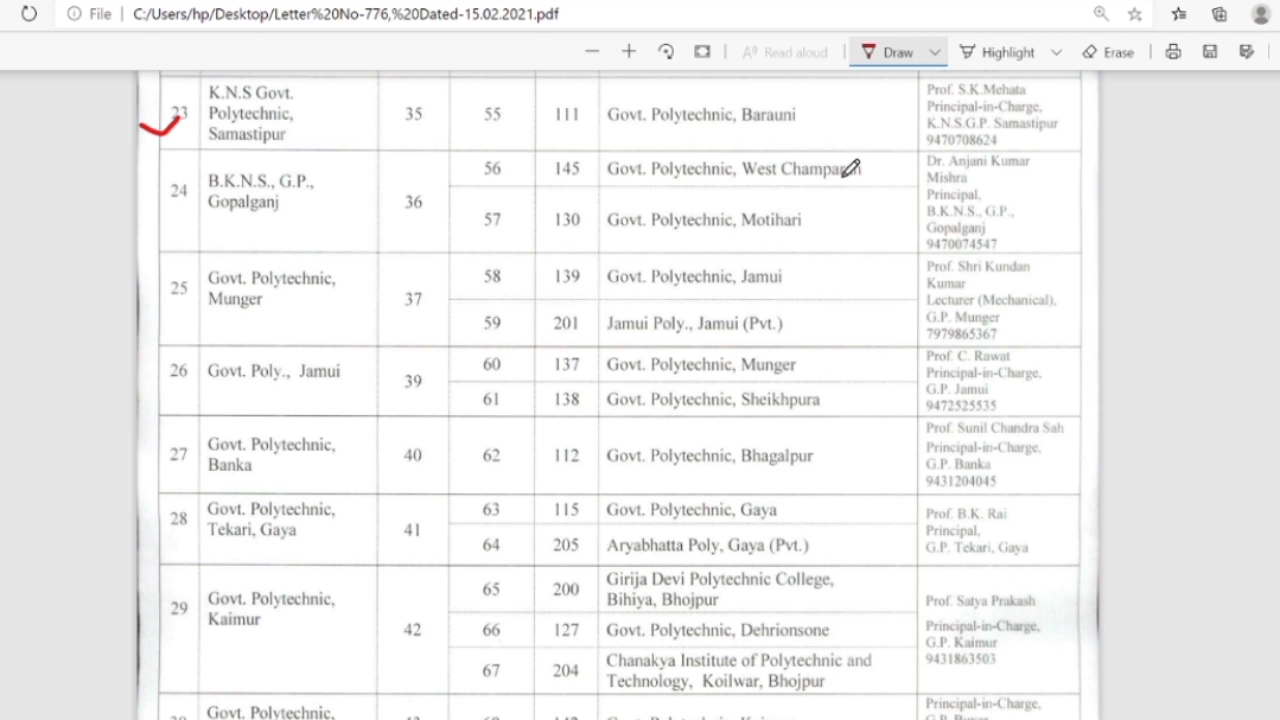 File | C:/Users/hp/Desktop/Letter%20No-776,%20Dated-15.02.2021.pdf
Read aloud Draw Highlight Erase
23 K.N.S Govt. Polytechnic, Samastipur 35 55 111 Govt. Polytechnic, Barauni Prof. S.K.Mehata Principal-in-Charge, K.N.S.G.P. Samastipur 9470708624
24 B.K.N.S., G.P., Gopalganj 36 56 145 Govt. Polytechnic, West Dr. Anjani Kumar Mishra Principal, B.K.N.S., G.P., Gopalganj 9470074547
57 130 Govt. Polytechnic, Motihari
25 Govt. Polytechnic, Munger 37 58 139 Govt. Polytechnic, Jamui Prof. Shri Kundan Kumar Lecturer (Mechanical), G.P. Munger 7979865367
59 201 Jamui Poly., Jamui (Pvt.)
26 Govt. Poly., Jamui 39 60 137 Govt. Polytechnic, Munger Prof. C. Rawat Principal-in-Charge, G.P. Jamui 9472525535
61 138 Govt. Polytechnic, Sheikhpura
27 Govt. Polytechnic, Banka 40 62 112 Govt. Polytechnic, Bhagalpur Prof. Sunil Chandra Sah Principal-in-Charge, G.P. Banka 9431204045
28 Govt. Polytechnic, Tekari, Gaya 41 63 115 Govt. Polytechnic, Gaya Prof. B.K. Rai Principal, G.P. Tekari, Gaya
64 205 Aryabhatta Poly, Gaya (Pvt.)
29 Govt. Polytechnic, Kaimur 42 65 200 Girija Devi Polytechnic College, Bihiya, Bhojpur Prof. Satya Prakash Principal-in-Charge, G.P. Kaimur 9431863503
66 127 Govt. Polytechnic, Dehrionsone
67 204 Chanakya Institute of Polytechnic and Technology, Koilwar, Bhojpur
Govt. Polytechnic, Principal-in-Charge,